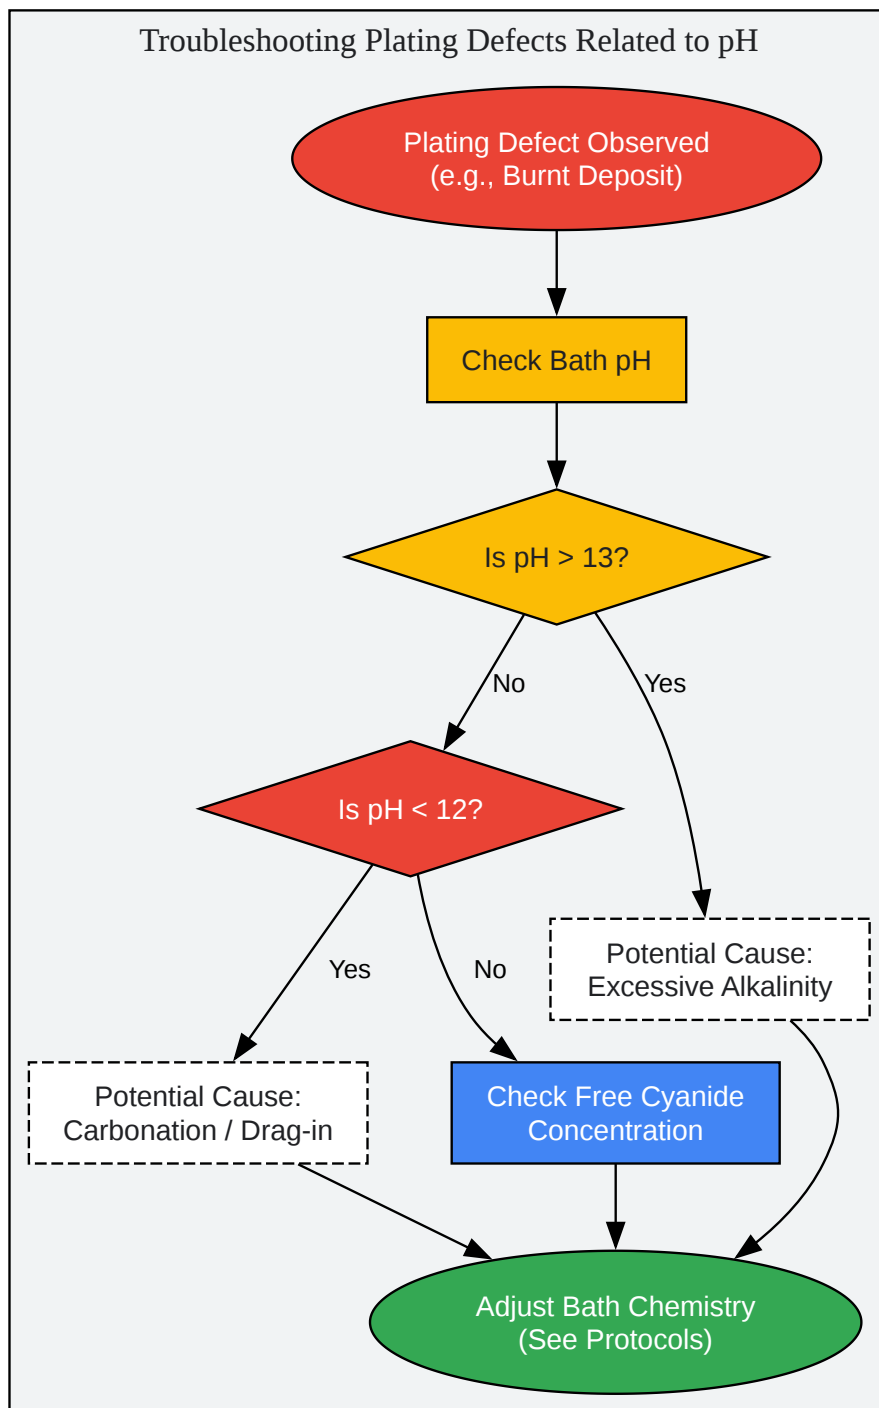 Troubleshooting Plating Defects Related to pH
Plating Defect Observed
(e.g., Burnt Deposit)
Check Bath pH
Is pH > 13?
No
Yes
Is pH < 12?
Yes
No
Potential Cause:
Excessive Alkalinity
Potential Cause:
Carbonation / Drag-in
Check Free Cyanide
Concentration
Adjust Bath Chemistry
(See Protocols)